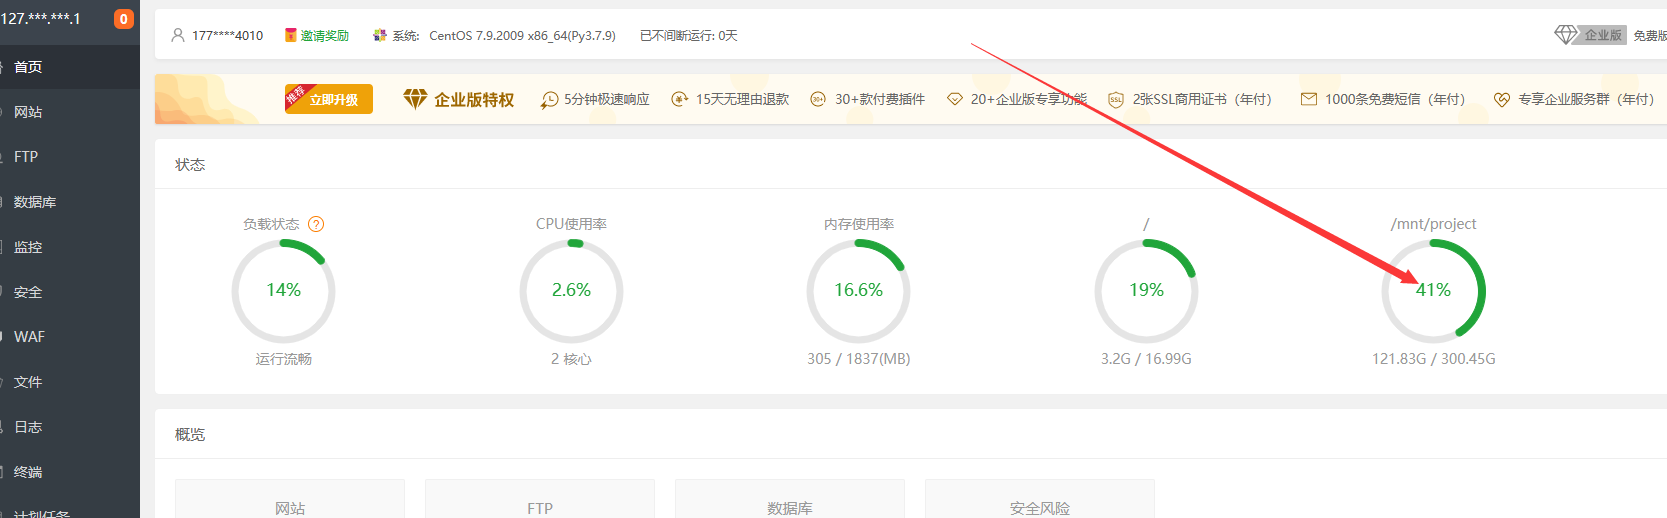 127.***.***.1 0
首页
网站
FTP
数据库
监控
安全
WAF
文件
日志
终端
计划任务
177****4010 邀请奖励 系统: CentOS 7.9.2009 x86_64(Py3.7.9) 已不间断运行: 0天 企业版 免费版
推荐 立即升级 企业版特权 5分钟极速响应 15天无理由退款 30+ 30+款付费插件 20+企业版专享功能 SSL 2张SSL商用证书（年付） 1000条免费短信（年付） 专享企业服务群（年付）
状态
负载状态 ? CPU使用率 内存使用率 / /mnt/project
14% 2.6% 16.6% 19% 41%
运行流畅 2 核心 305 / 1837(MB) 3.2G / 16.99G 121.83G / 300.45G
概览
网站 FTP 数据库 安全风险